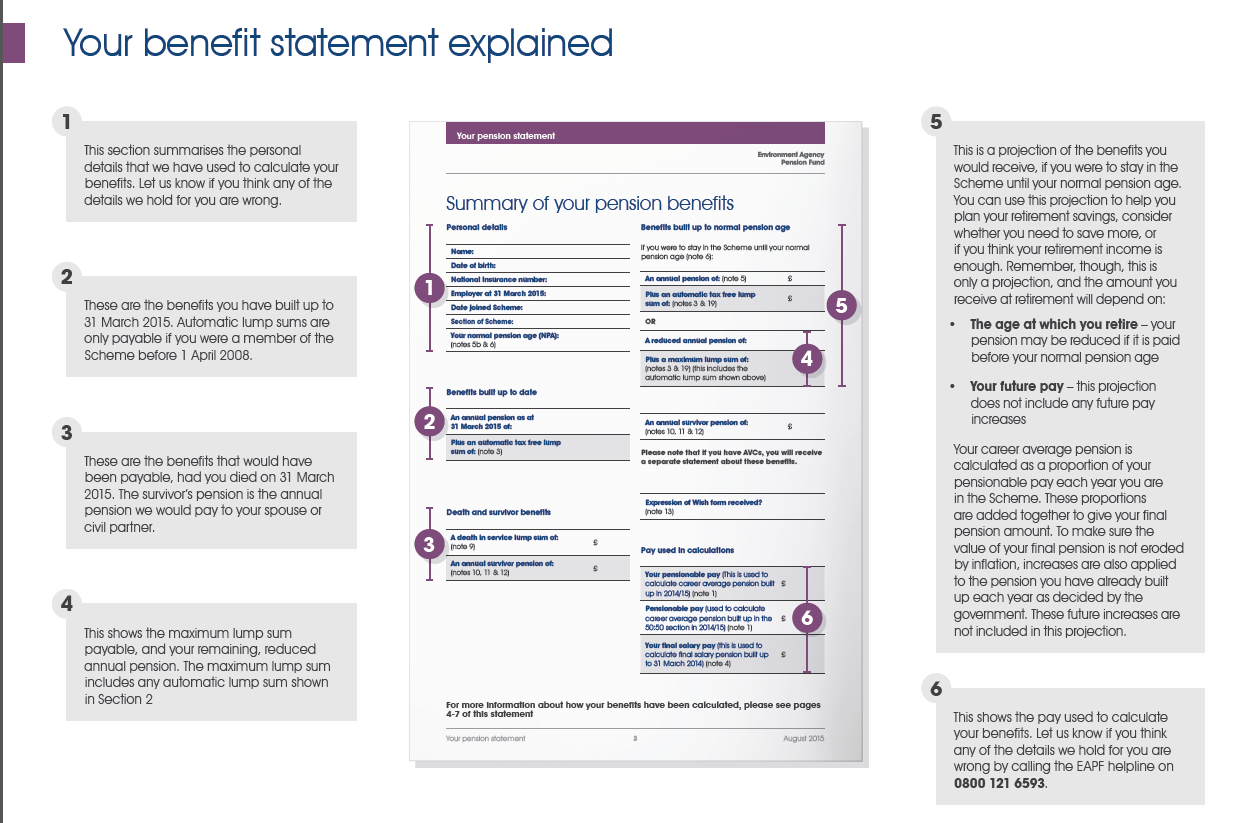 Your benefit statement explained
1
This section summarises the personal
details that we have used to calculate your
benefits. Let us know if you think any of the
details we hold for you are wrong.
2
These are the benefits you have built up to
31 March 2015. Automatic lump sums are
only payable if you were a member of the
Scheme before 1 April 2008.
3
These are the benefits that would have
been payable, had you died on 31 March
2015. The survivor's pension is the annual
pension we would pay to your spouse or
civil partner.
4
This shows the maximum lump sum
payable, and your remaining, reduced
annual pension. The maximum lump sum
includes any automatic lump sum shown
in Section 2
Your pension statement
Environment Agency
Pension Fund
Summary of your pension benefits
Personal details
Name:
Date of birth:
National Insurance number:
Employer at 31 March 2015:
Date joined Scheme:
Section of Scheme:
Your normal pension age (NPA):
(notes 5b & 6)
1
Benefits built up to date
An annual pension as at
31 March 2015 of:
Plus an automatic tax free lump
sum of: (note 3)
2
Death and survivor benefits
A death in service lump sum of: £
(note 9)
An annual survivor pension of: £
(notes 10, 11 & 12)
3
Benefits built up to normal pension age
If you were to stay in the Scheme until your normal
pension age (note 6):
An annual pension of: (note 5) £
Plus an automatic tax free lump £
sum of: (notes 3 & 19)
OR
A reduced annual pension of:
Plus a maximum lump sum of:
(notes 3 & 19) (this includes the
automatic lump sum shown above)
4
5
An annual survivor pension of: £
(notes 10, 11 & 12)
Please note that if you have AVCs, you will receive
a separate statement about these benefits.
Expression of Wish form received?
(note 13)
Pay used in calculations
Your pensionable pay (This is used to
calculate career average pension built £
up in 2014/15) (note 1)
Pensionable pay (used to calculate
career average pension built up in the £
50:50 section in 2014/15) (note 1)
Your final salary pay (this is used to
calculate final salary pension built up £
to 31 March 2014) (note 4)
6
For more information about how your benefits have been calculated, please see pages
4-7 of this statement
Your pension statement 3 August 2015
5
This is a projection of the benefits you
would receive, if you were to stay in the
Scheme until your normal pension age.
You can use this projection to help you
plan your retirement savings, consider
whether you need to save more, or
if you think your retirement income is
enough. Remember, though, this is
only a projection, and the amount you
receive at retirement will depend on:
• The age at which you retire – your
pension may be reduced if it is paid
before your normal pension age
• Your future pay – this projection
does not include any future pay
increases
Your career average pension is
calculated as a proportion of your
pensionable pay each year you are
in the Scheme. These proportions
are added together to give your final
pension amount. To make sure the
value of your final pension is not eroded
by inflation, increases are also applied
to the pension you have already built
up each year as decided by the
government. These future increases are
not included in this projection.
6
This shows the pay used to calculate
your benefits. Let us know if you think
any of the details we hold for you are
wrong by calling the EAPF helpline on
0800 121 6593.